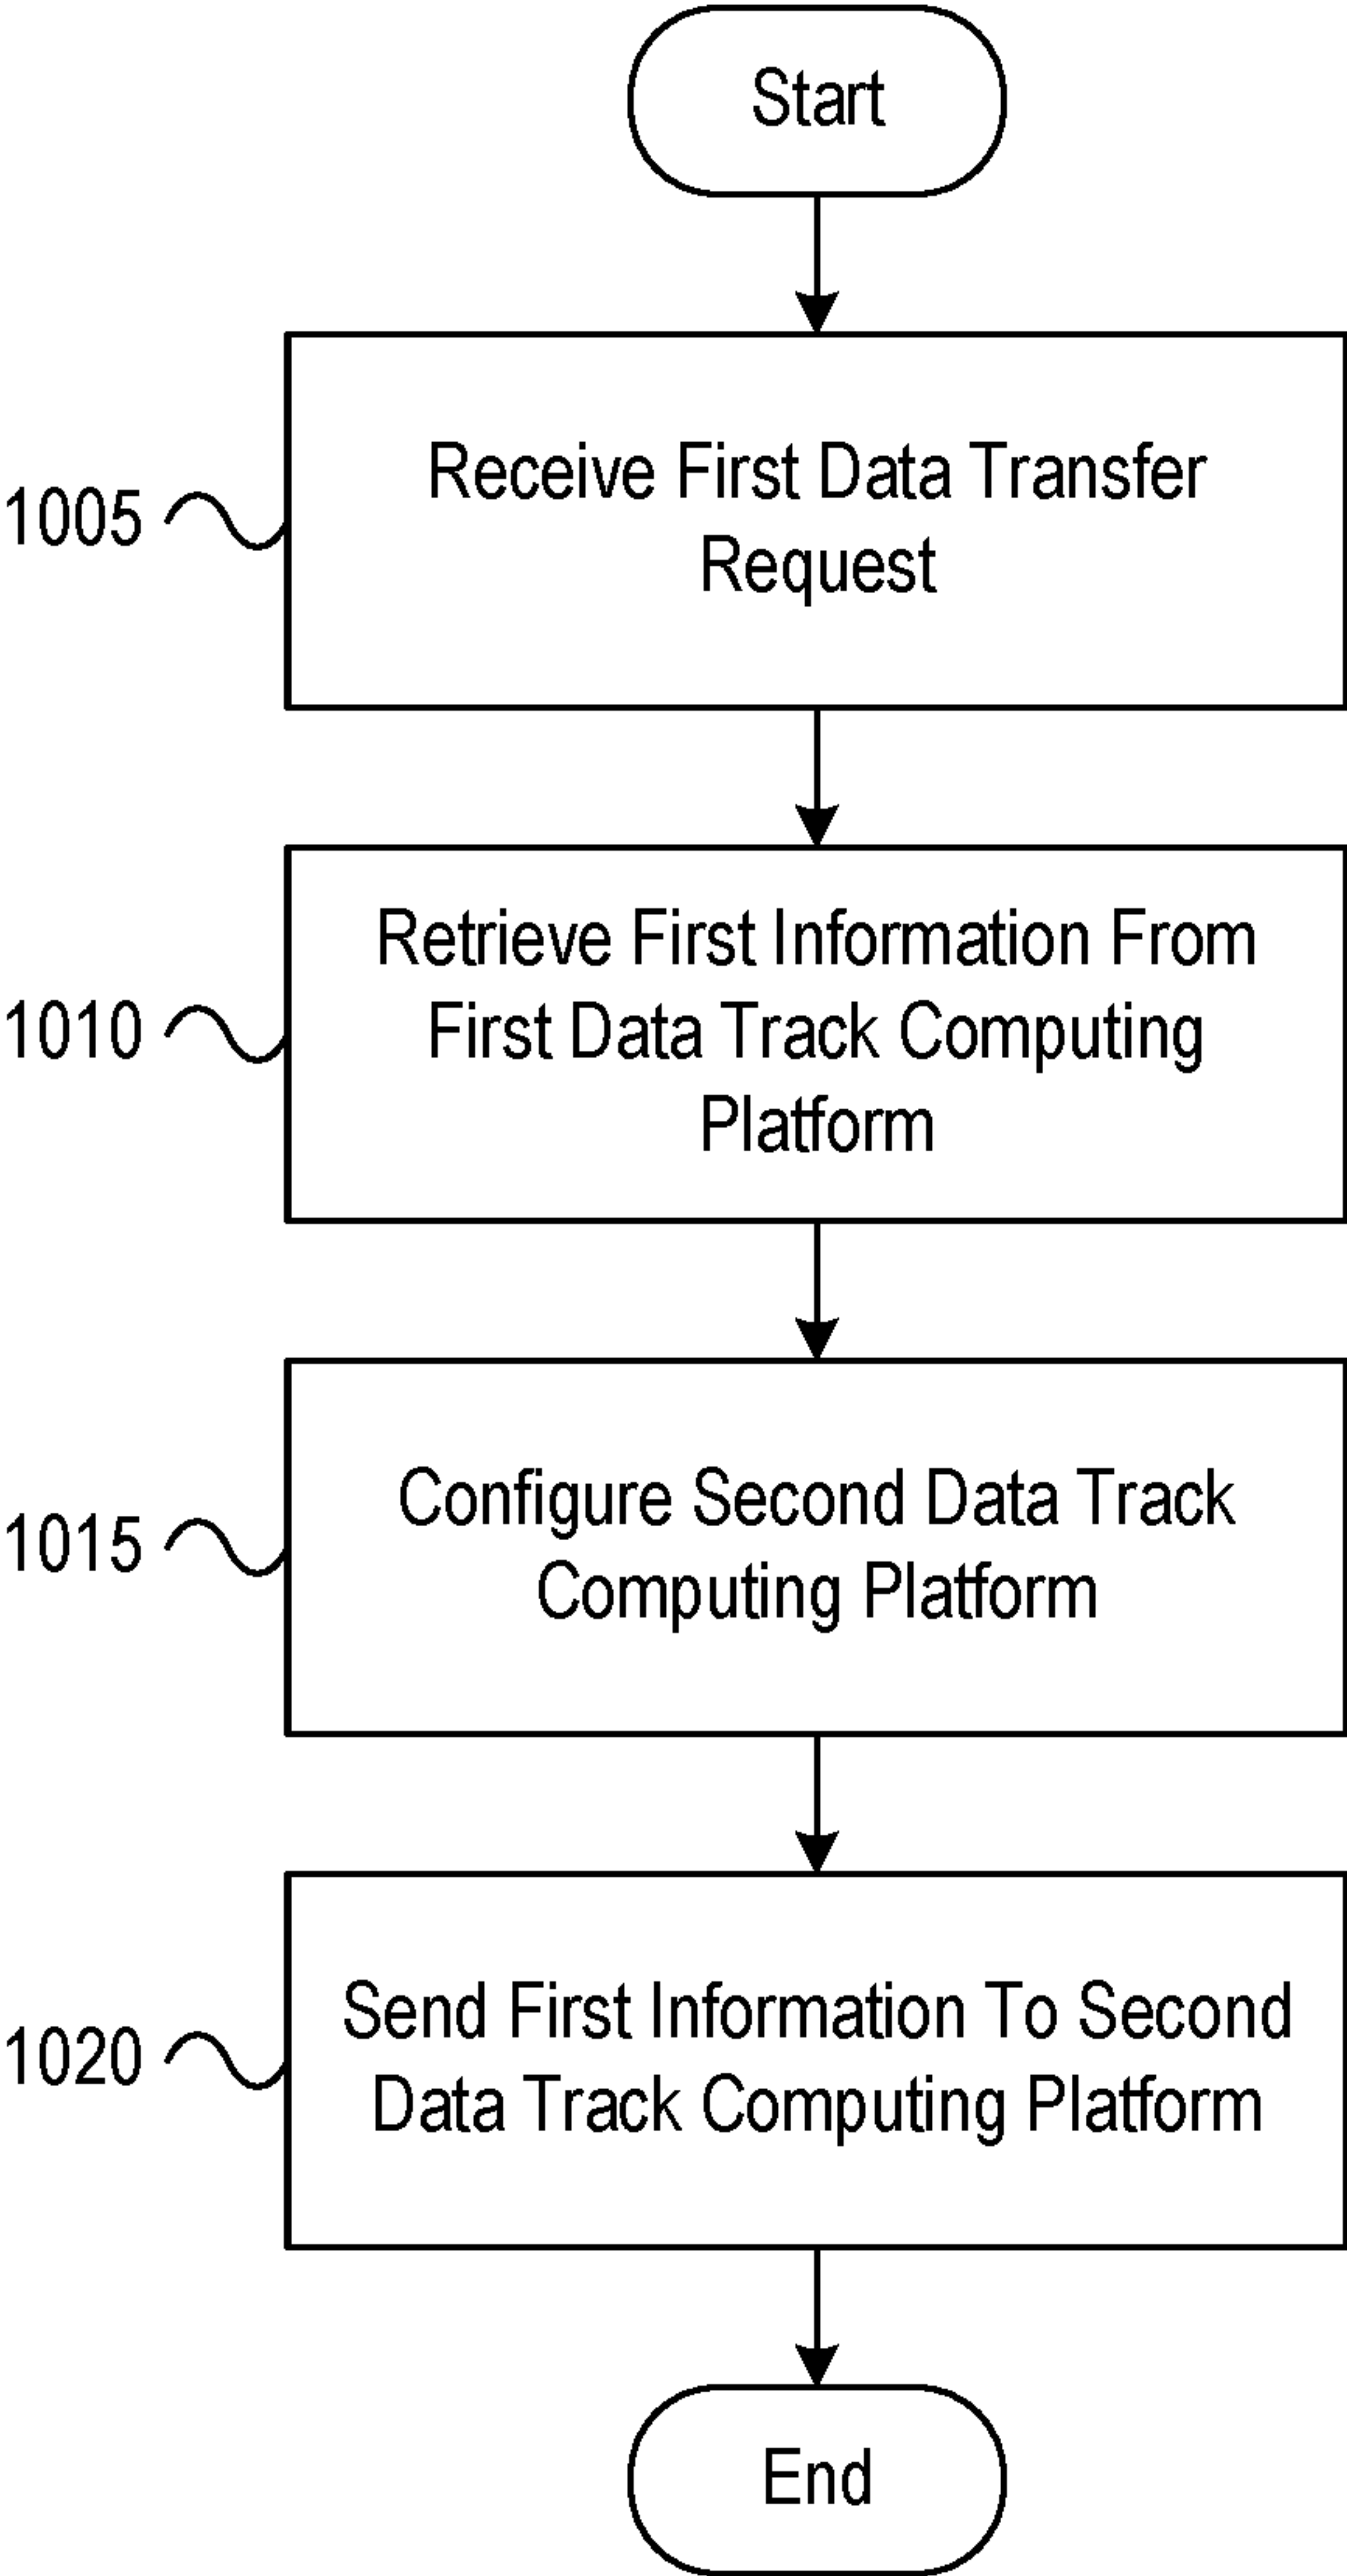 Start
1005
Receive First Data Transfer
Request
1010
Retrieve First Information From
First Data Track Computing
Platform
1015
Configure Second Data Track
Computing Platform
1020
Send First Information To Second
Data Track Computing Platform
End